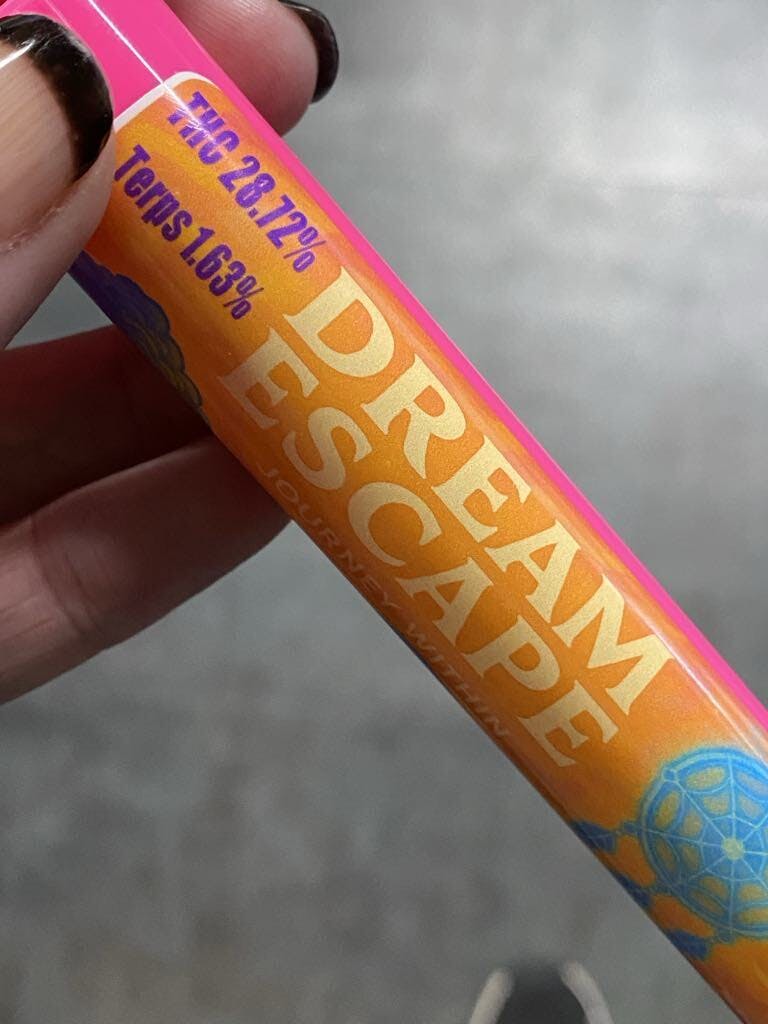 THC 28.72%
Terps 1.63%
DREAM
ESCAPE
JOURNEY WITHIN